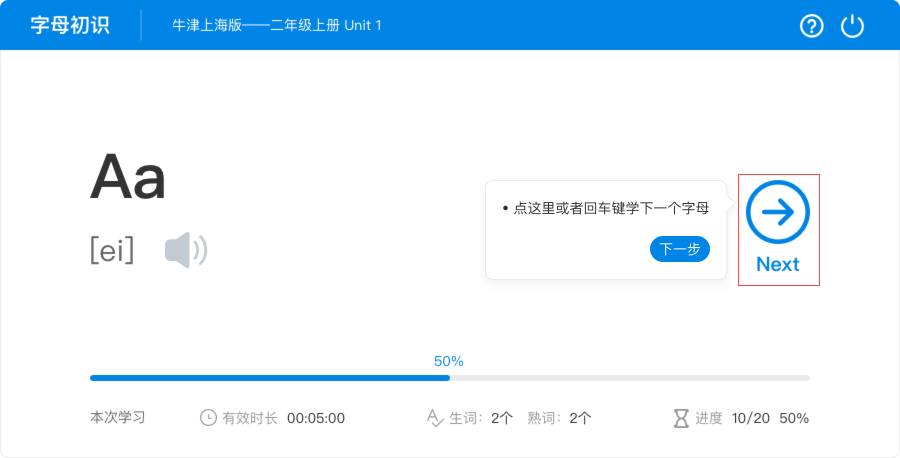 字母初识
牛津上海版——二年级上册 Unit 1
Aa
[ei]
• 点这里或者回车键学下一个字母
下一步
Next
50%
本次学习 有效时长 00:05:00 生词：2个 熟词：2个 进度 10/20 50%